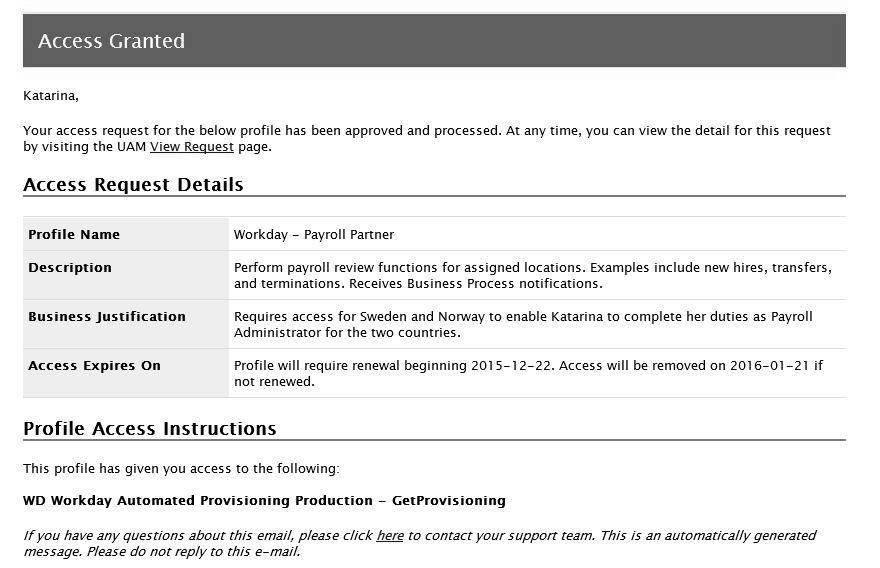 Access Granted
Katarina,
Your access request for the below profile has been approved and processed. At any time, you can view the detail for this request
by visiting the UAM View Request page.
Access Request Details
Profile Name
Workday - Payroll Partner
Description
Perform payroll review functions for assigned locations. Examples include new hires, transfers,
and terminations. Receives Business Process notifications.
Business Justification
Requires access for Sweden and Norway to enable Katarina to complete her duties as Payroll
Administrator for the two countries.
Access Expires On
Profile will require renewal beginning 2015-12-22. Access will be removed on 2016-01-21 if
not renewed.
Profile Access Instructions
This profile has given you access to the following:
WD Workday Automated Provisioning Production - GetProvisioning
If you have any questions about this email, please click here to contact your support team. This is an automatically generated
message. Please do not reply to this e-mail.